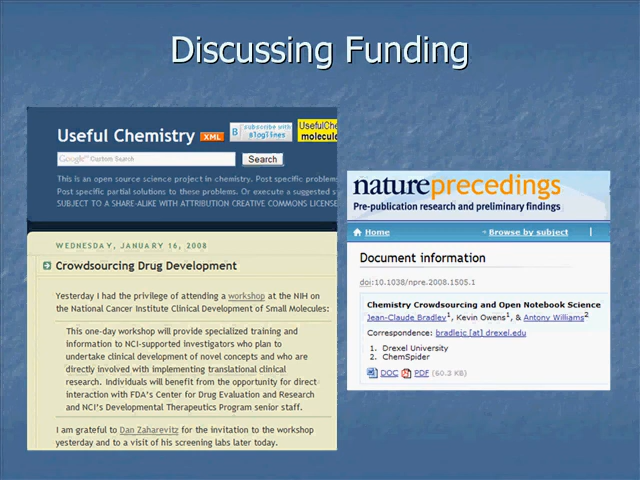 Discussing Funding
Useful Chemistry XML
subscribe with
Bloglines
UsefulChe
molecule
Google Custom Search
Search
This is an open source science project in chemistry. Post specific problems
Post specific partial solutions to these problems. Or execute a suggested s
SUBJECT TO A SHARE-ALIKE WITH ATTRIBUTION CREATIVE COMMONS LICENSE
WEDNESDAY, JANUARY 16, 2008
Crowdsourcing Drug Development
Yesterday I had the privilege of attending a workshop at the NIH on
the National Cancer Institute Clinical Development of Small Molecules:
This one-day workshop will provide specialized training and
information to NCI-supported investigators who plan to
undertake clinical development of novel concepts and who are
directly involved with implementing translational clinical
research. Individuals will benefit from the opportunity for direct
interaction with FDA's Center for Drug Evaluation and Research
and NCI's Developmental Therapeutics Program senior staff.
I am grateful to Dan Zaharevitz for the invitation to the workshop
yesterday and to a visit of his screening labs later today.
natureprecedings
Pre-publication research and preliminary findings
Home Browse by subject
Document information
doi:10.1038/npre.2008.1505.1
Chemistry Crowdsourcing and Open Notebook Science
Jean-Claude Bradley1, Kevin Owens1, & Antony Williams2
Correspondence: bradlejc [at] drexel.edu
1. Drexel University
2. ChemSpider
DOC PDF (60.3 KB)